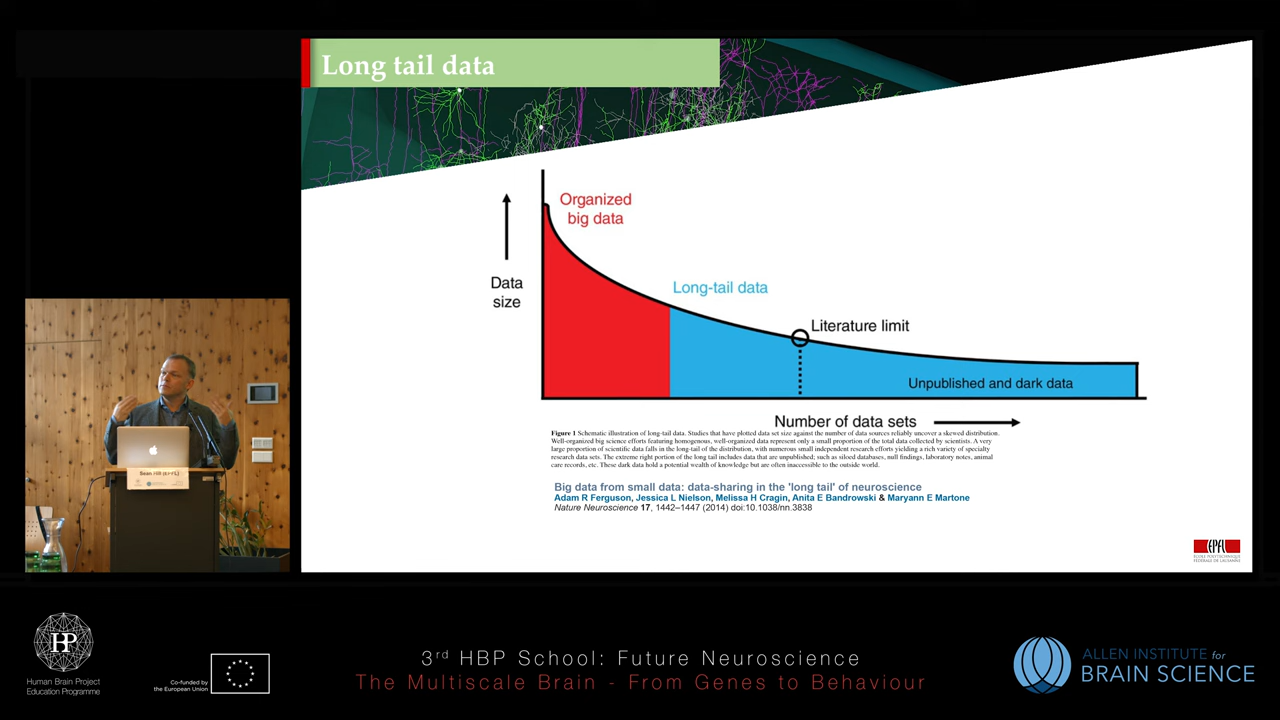 Long tail data
Organized
big data
Data
size
Long-tail data
Literature limit
Unpublished and dark data
Number of data sets
Figure 1 Schematic illustration of long-tail data. Studies that have plotted data set size against the number of data sources reliably uncover a skewed distribution.
Well-organized big science efforts featuring homogenous, well-organized data represent only a small proportion of the total data collected by scientists. A very
large proportion of scientific data falls in the long-tail of the distribution, with numerous small independent research efforts yielding a rich variety of specialty
research data sets. The extreme right portion of the long tail includes data that are unpublished; such as siloed databases, null findings, laboratory notes, animal
care records, etc. These dark data hold a potential wealth of knowledge but are often inaccessible to the outside world.
Big data from small data: data-sharing in the 'long tail' of neuroscience
Adam R Ferguson, Jessica L Nielson, Melissa H Cragin, Anita E Bandrowski & Maryann E Martone
Nature Neuroscience 17, 1442–1447 (2014) doi:10.1038/nn.3838
EPFL
ECOLE POLYTECHNIQUE
FEDERALE DE LAUSANNE
Sean Hill (EPFL)
HP
Human Brain Project
Education Programme
Co-funded by
the European Union
3rd HBP School: Future Neuroscience
The Multiscale Brain - From Genes to Behaviour
ALLEN INSTITUTE for
BRAIN SCIENCE